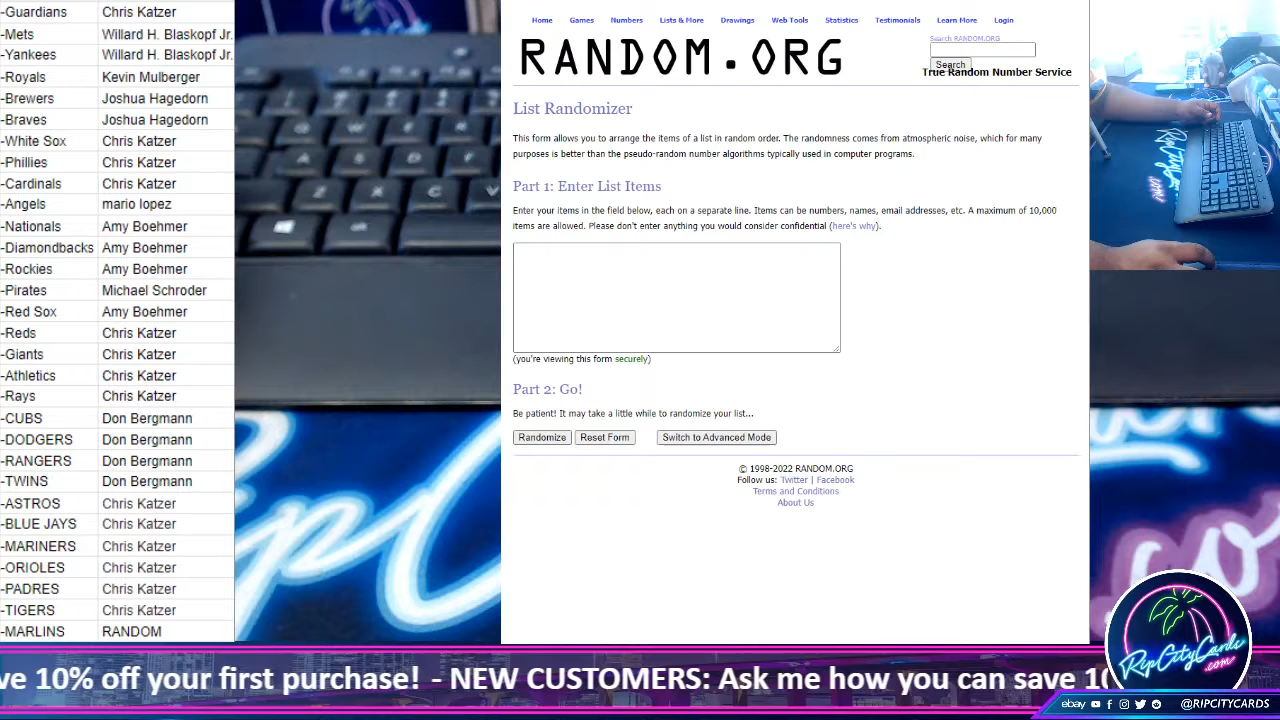 -Guardians Chris Katzer
-Mets Willard H. Blaskopf Jr.
-Yankees Willard H. Blaskopf Jr.
-Royals Kevin Mulberger
-Brewers Joshua Hagedorn
-Braves Joshua Hagedorn
-White Sox Chris Katzer
-Phillies Chris Katzer
-Cardinals Chris Katzer
-Angels mario lopez
-Nationals Amy Boehmer
-Diamondbacks Amy Boehmer
-Rockies Amy Boehmer
-Pirates Michael Schroder
-Red Sox Amy Boehmer
-Reds Chris Katzer
-Giants Chris Katzer
-Athletics Chris Katzer
-Rays Chris Katzer
-CUBS Don Bergmann
-DODGERS Don Bergmann
-RANGERS Don Bergmann
-TWINS Don Bergmann
-ASTROS Chris Katzer
-BLUE JAYS Chris Katzer
-MARINERS Chris Katzer
-ORIOLES Chris Katzer
-PADRES Chris Katzer
-TIGERS Chris Katzer
-MARLINS RANDOM
Home Games Numbers Lists & More Drawings Web Tools Statistics Testimonials Learn More Login
RANDOM.ORG
Search RANDOM.ORG
Search
True Random Number Service
List Randomizer
This form allows you to arrange the items of a list in random order. The randomness comes from atmospheric noise, which for many
purposes is better than the pseudo-random number algorithms typically used in computer programs.
Part 1: Enter List Items
Enter your items in the field below, each on a separate line. Items can be numbers, names, email addresses, etc. A maximum of 10,000
items are allowed. Please don't enter anything you would consider confidential (here's why).
(you're viewing this form securely)
Part 2: Go!
Be patient! It may take a little while to randomize your list...
Randomize Reset Form Switch to Advanced Mode
© 1998-2022 RANDOM.ORG
Follow us: Twitter | Facebook
Terms and Conditions
About Us
ve 10% off your first purchase! - NEW CUSTOMERS: Ask me how you can save 10
RipCityCards
.com
ebay @RIPCITYCARDS